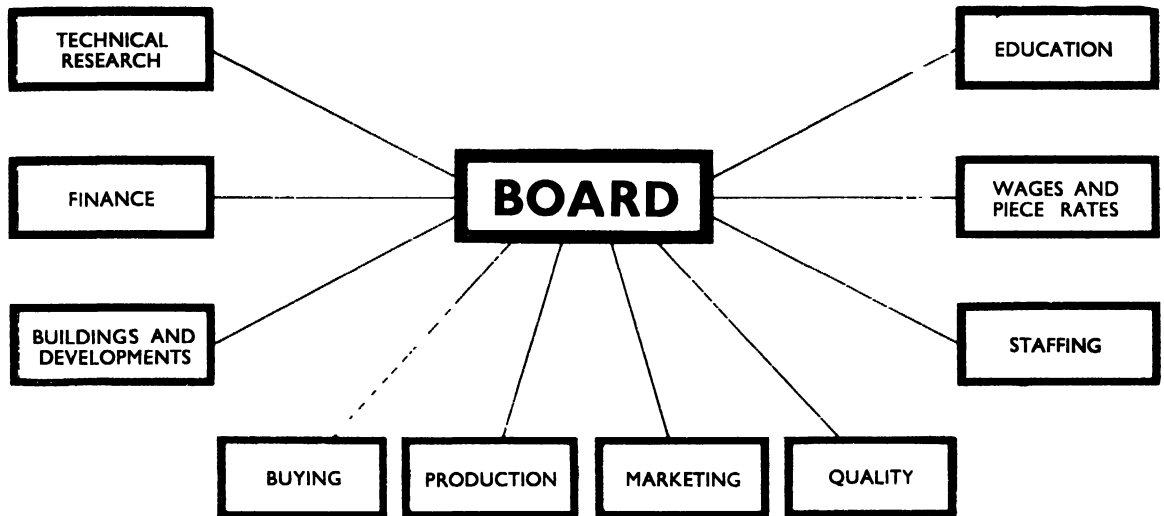 TECHNICAL
RESEARCH
EDUCATION
FINANCE
BOARD
WAGES AND
PIECE RATES
BUILDINGS AND
DEVELOPMENTS
STAFFING
BUYING
PRODUCTION
MARKETING
QUALITY